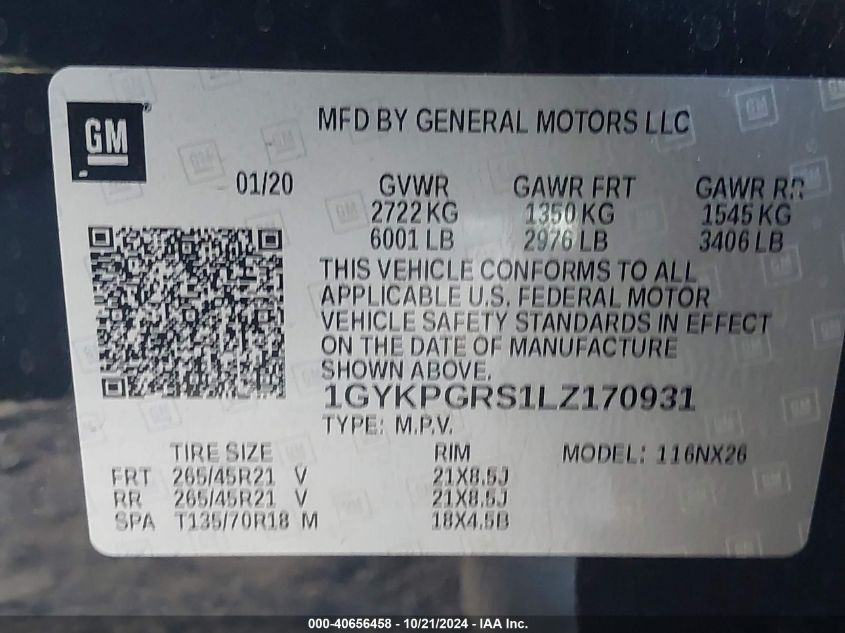 GM
MFD BY GENERAL MOTORS LLC
01/20 GVWR GAWR FRT GAWR RR
2722 KG 1350 KG 1545 KG
6001 LB 2976 LB 3406 LB
THIS VEHICLE CONFORMS TO ALL
APPLICABLE U.S. FEDERAL MOTOR
VEHICLE SAFETY STANDARDS IN EFFECT
ON THE DATE OF MANUFACTURE
SHOWN ABOVE.
1GYKPGRS1LZ170931
TYPE: M.P.V.
TIRE SIZE RIM MODEL: 116NX26
FRT 265/45R21 V 21X8.5J
RR 265/45R21 V 21X8.5J
SPA T135/70R18 M 18X4.5B
000-40656458 - 10/21/2024 - IAA Inc.